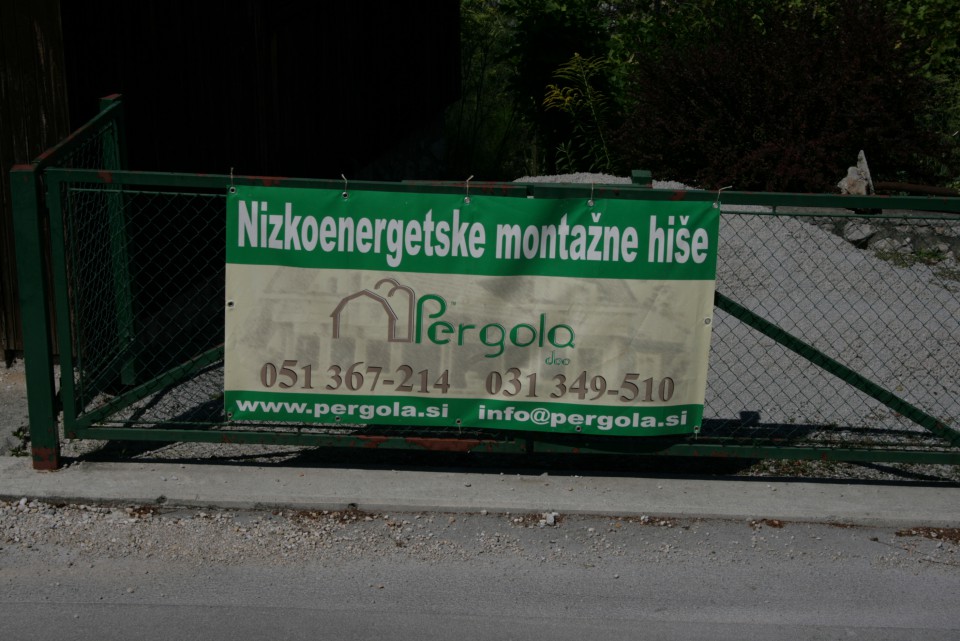 Nizkoenergetske montažne hiše
Pergola
doo
051 367-214 031 349-510
www.pergola.si info@pergola.si